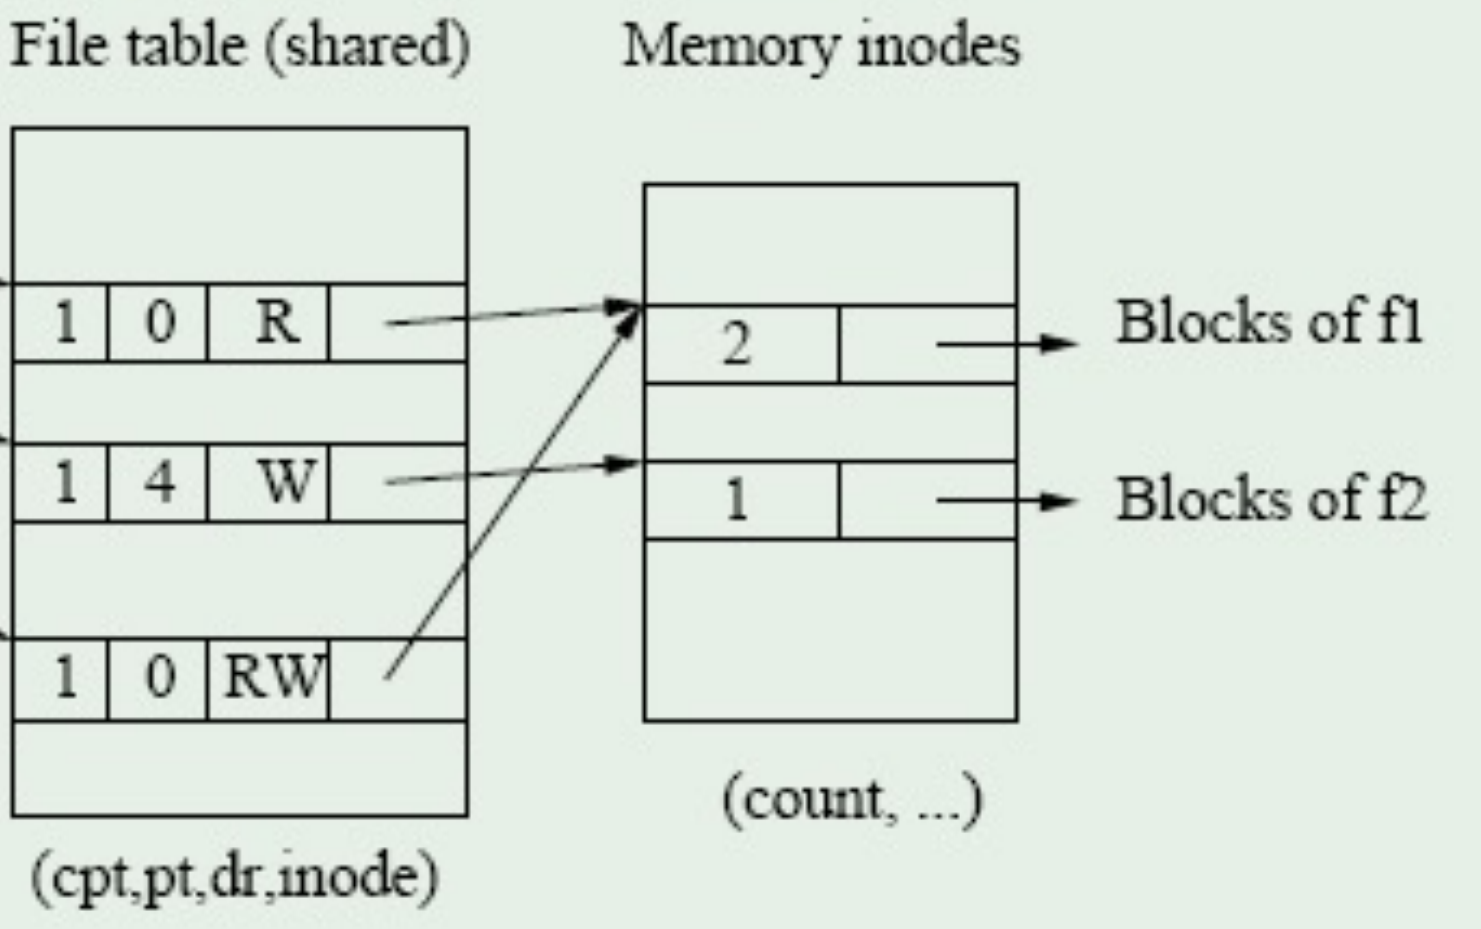 File table (shared)
Memory inodes
1 0 R
2
Blocks of f1
1 4 W
1
Blocks of f2
1 0 RW
(count, ...)
(cpt,pt,dr,inode)